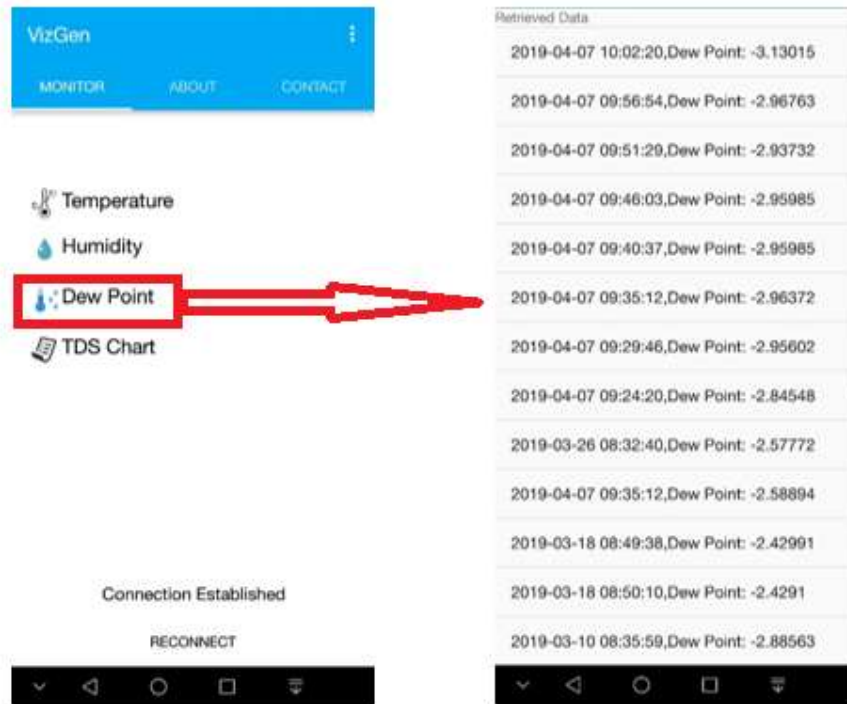 VizGen
MONITOR ABOUT CONTACT
Temperature
Humidity
Dew Point
TDS Chart
Connection Established
RECONNECT
Retrieved Data
2019-04-07 10:02:20,Dew Point: -3.13015
2019-04-07 09:56:54,Dew Point: -2.96763
2019-04-07 09:51:29,Dew Point: -2.93732
2019-04-07 09:46:03,Dew Point: -2.95985
2019-04-07 09:40:37,Dew Point: -2.95985
2019-04-07 09:35:12,Dew Point: -2.96372
2019-04-07 09:29:46,Dew Point: -2.95602
2019-04-07 09:24:20,Dew Point: -2.84548
2019-03-26 08:32:40,Dew Point: -2.57772
2019-04-07 09:35:12,Dew Point: -2.58894
2019-03-18 08:49:38,Dew Point: -2.42991
2019-03-18 08:50:10,Dew Point: -2.4291
2019-03-10 08:35:59,Dew Point: -2.88563